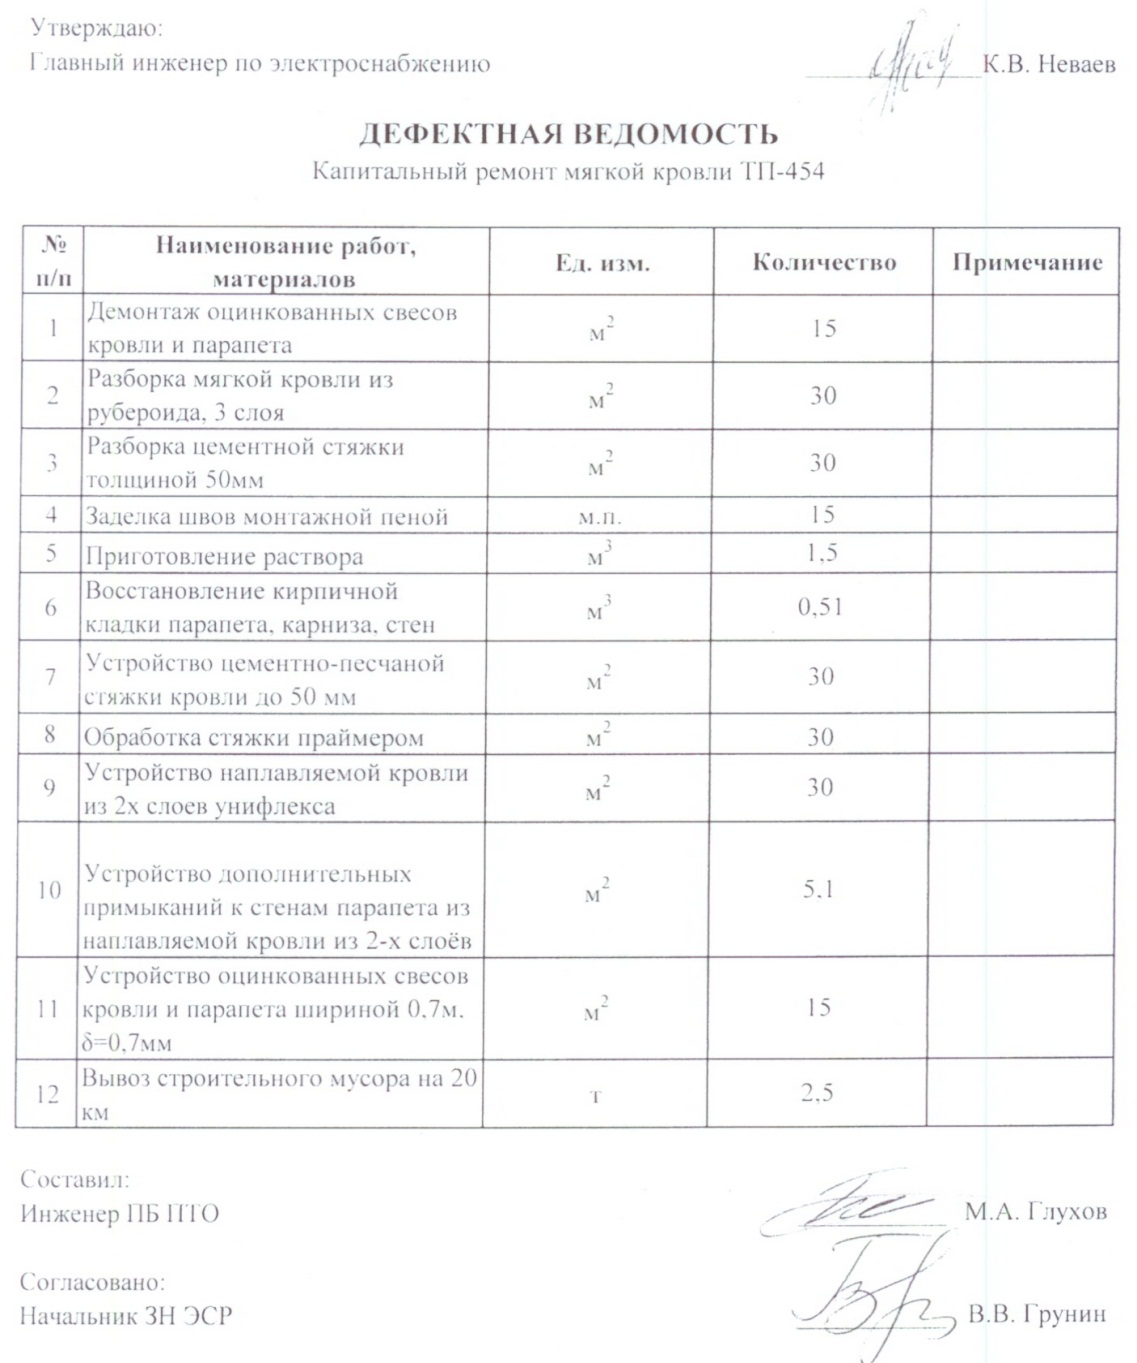 Утверждаю:
Главный инженер по электроснабжению
К.В. Неваев
ДЕФЕКТНАЯ ВЕДОМОСТЬ
Капитальный ремонт мягкой кровли ТП-454
№ п/п Наименование работ, материалов Ед. изм. Количество Примечание
1 Демонтаж оцинкованных свесов кровли и парапета м² 15
2 Разборка мягкой кровли из рубероида, 3 слоя м² 30
3 Разборка цементной стяжки толщиной 50мм м² 30
4 Заделка швов монтажной пеной м.п. 15
5 Приготовление раствора м³ 1,5
6 Восстановление кирпичной кладки парапета, карниза, стен м³ 0,51
7 Устройство цементно-песчаной стяжки кровли до 50 мм м² 30
8 Обработка стяжки праймером м² 30
9 Устройство наплавляемой кровли из 2х слоев унифлекса м² 30
10 Устройство дополнительных примыканий к стенам парапета из наплавляемой кровли из 2-х слоёв м² 5,1
11 Устройство оцинкованных свесов кровли и парапета шириной 0,7м, δ=0,7мм м² 15
12 Вывоз строительного мусора на 20 км т 2,5
Составил:
Инженер ПБ ПТО
М.А. Глухов
Согласовано:
Начальник ЗН ЭСР
В.В. Грунин